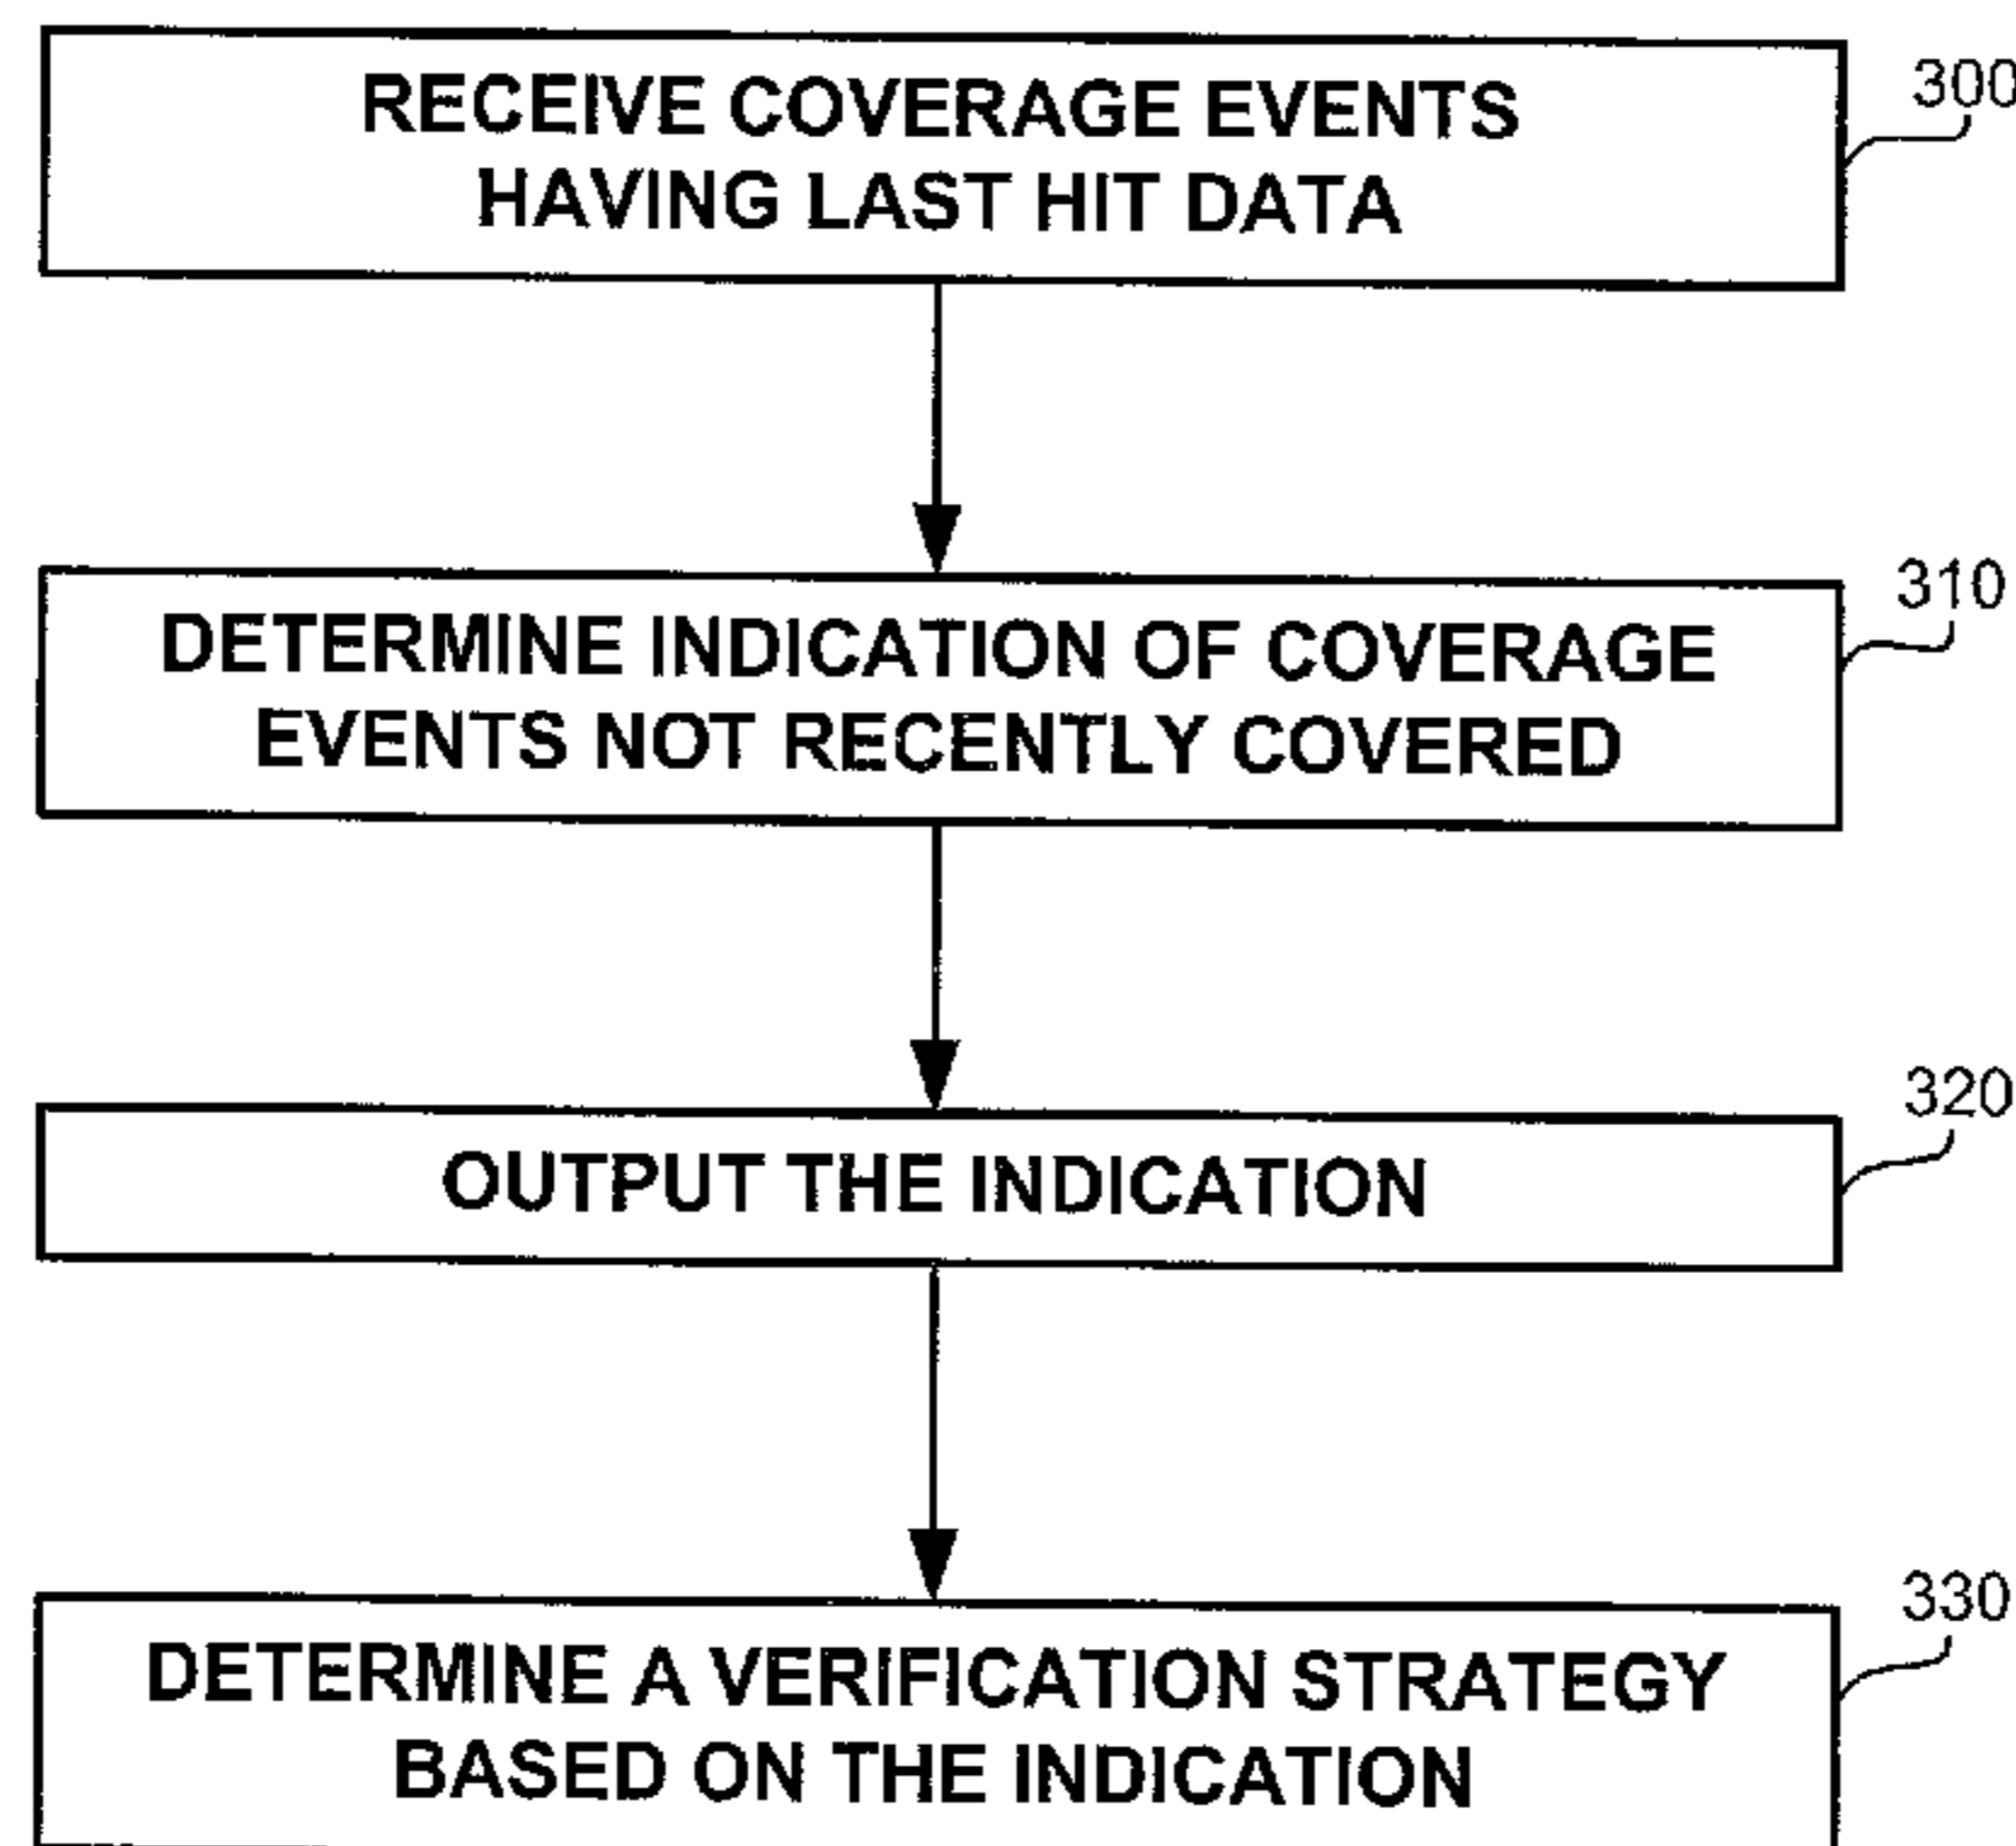 RECEIVE COVERAGE EVENTS
HAVING LAST HIT DATA
300
DETERMINE INDICATION OF COVERAGE
EVENTS NOT RECENTLY COVERED
310
OUTPUT THE INDICATION
320
DETERMINE A VERIFICATION STRATEGY
BASED ON THE INDICATION
330